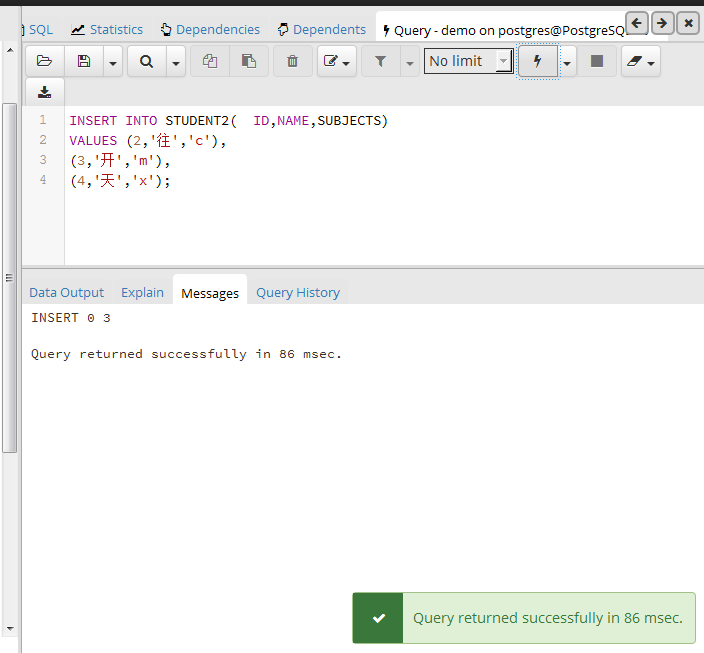 SQL Statistics Dependencies Dependents Query - demo on postgres@PostgreSQ
No limit
1 INSERT INTO STUDENT2(  ID,NAME,SUBJECTS)
2 VALUES (2,'往','c'),
3 (3,'开','m'),
4 (4,'天','x');
Data Output Explain Messages Query History
INSERT 0 3
Query returned successfully in 86 msec.
Query returned successfully in 86 msec.